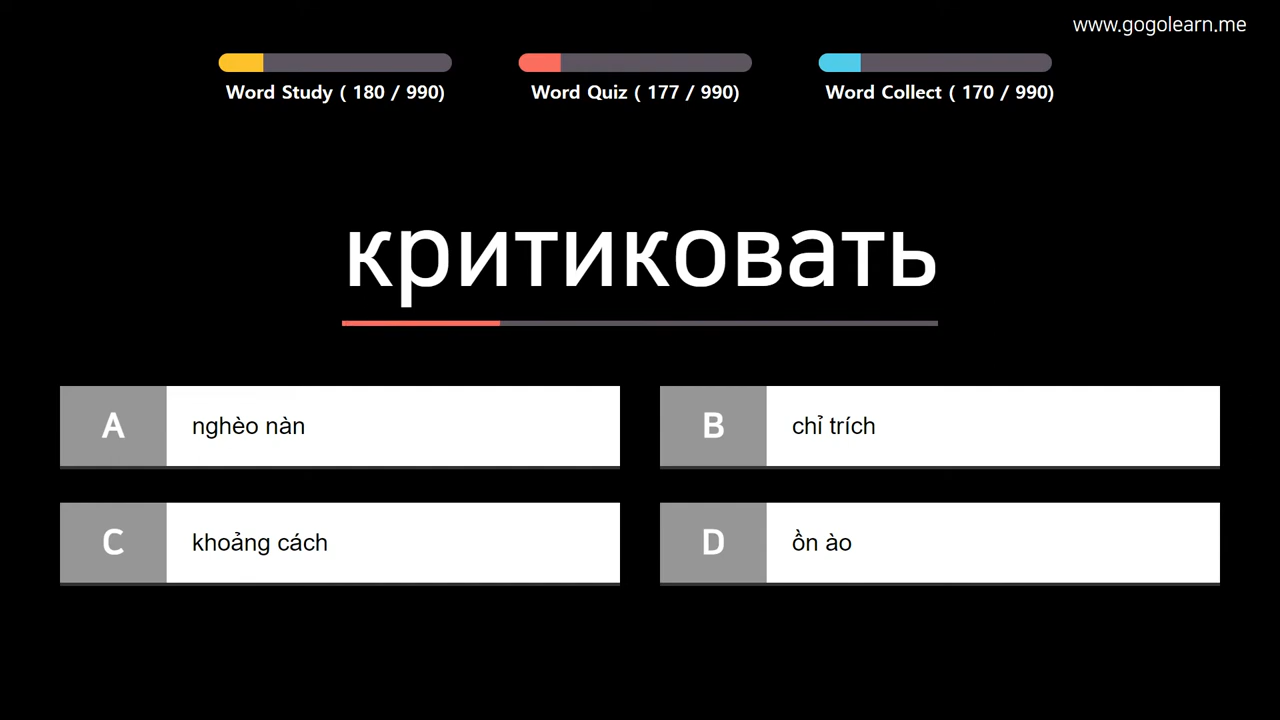 www.gogolearn.me
Word Study ( 180 / 990)
Word Quiz ( 177 / 990)
Word Collect ( 170 / 990)
критиковать
A nghèo nàn
B chỉ trích
C khoảng cách
D ồn ào